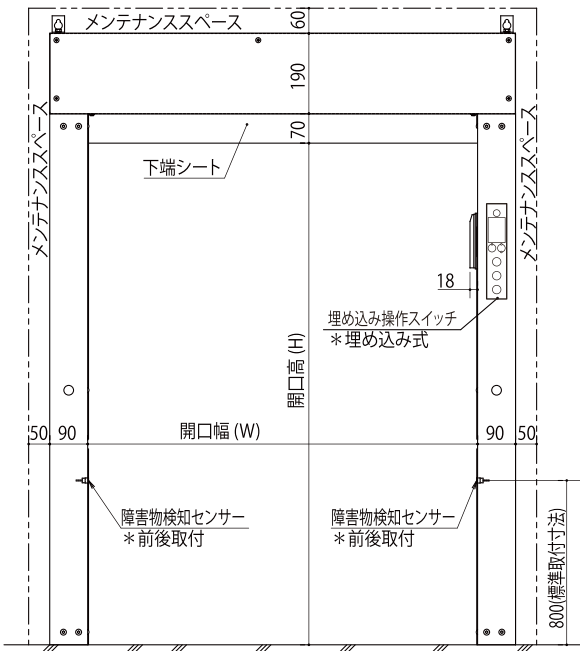 メンテナンススペース
60
190
70
メンテナンススペース
メンテナンススペース
下端シート
18
埋め込み操作スイッチ
＊埋め込み式
開口高(H)
50
90
開口幅(W)
90
50
障害物検知センサー
＊前後取付
障害物検知センサー
＊前後取付
800(標準取付寸法)